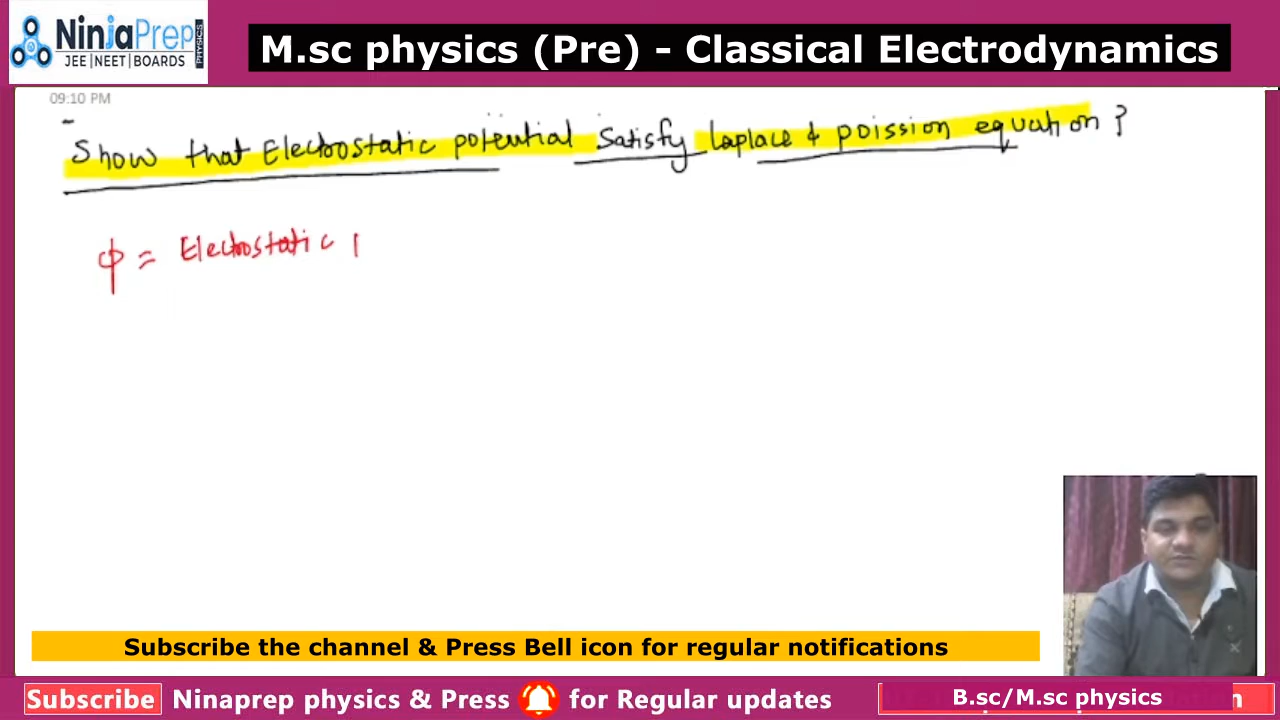 NinjaPrep
JEE|NEET|BOARDS
PHYSICS
M.sc physics (Pre) - Classical Electrodynamics
09:10 PM
Show that Electrostatic potential Satisfy laplace & poission equation?
φ = Electrostatic
Subscribe the channel & Press Bell icon for regular notifications
Subscribe Ninaprep physics & Press for Regular updates
B.sc/M.sc physics